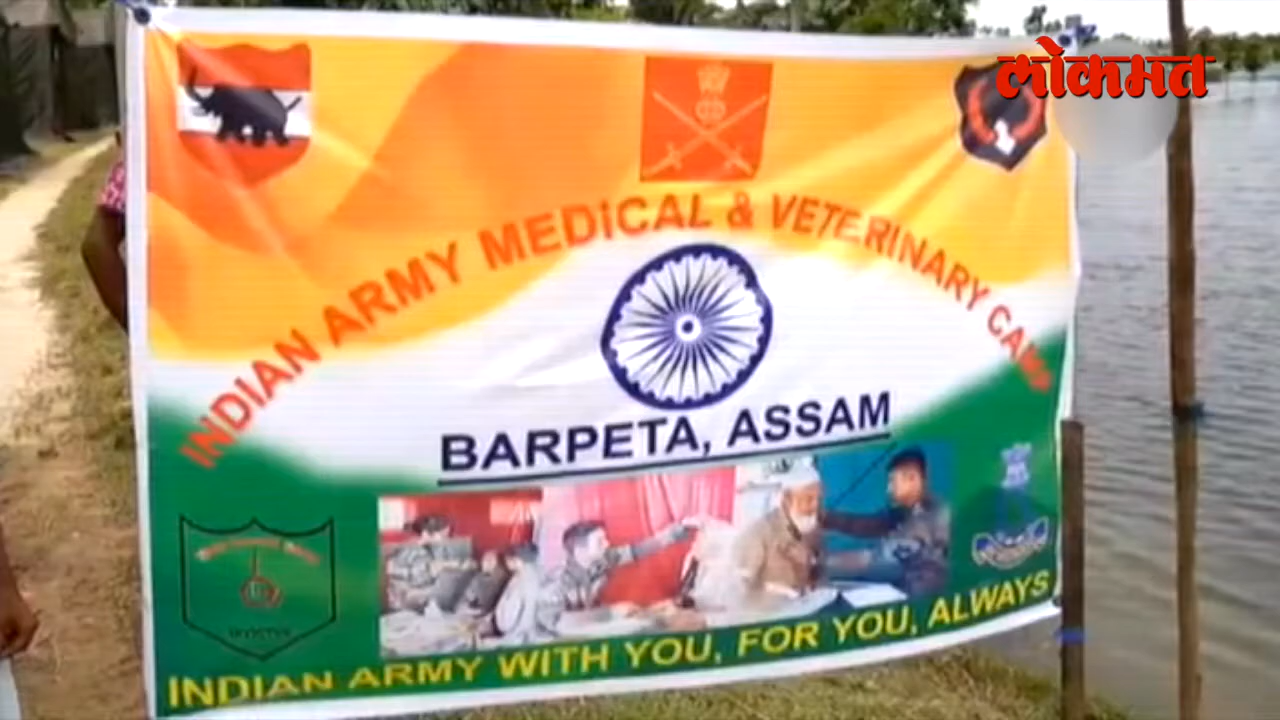 लोकमत
INDIAN ARMY MEDICAL & VETERINARY CAMP
BARPETA, ASSAM
INDIAN ARMY WITH YOU, FOR YOU, ALWAYS